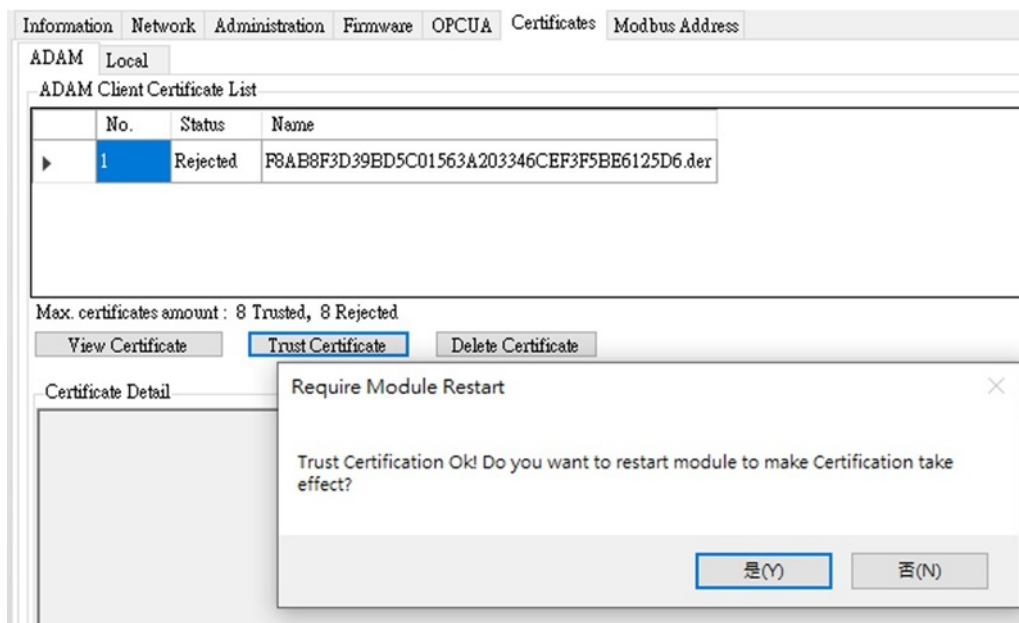 Information Network Administration Firmware OPCUA Certificates Modbus Address
ADAM Local
ADAM Client Certificate List
No. Status Name
1 Rejected F8AB8F3D39BD5C01563A203346CEF3F5BE6125D6.der
Max. certificates amount : 8 Trusted, 8 Rejected
View Certificate Trust Certificate Delete Certificate
Certificate Detail
Require Module Restart
Trust Certification Ok! Do you want to restart module to make Certification take
effect?
是(Y) 否(N)